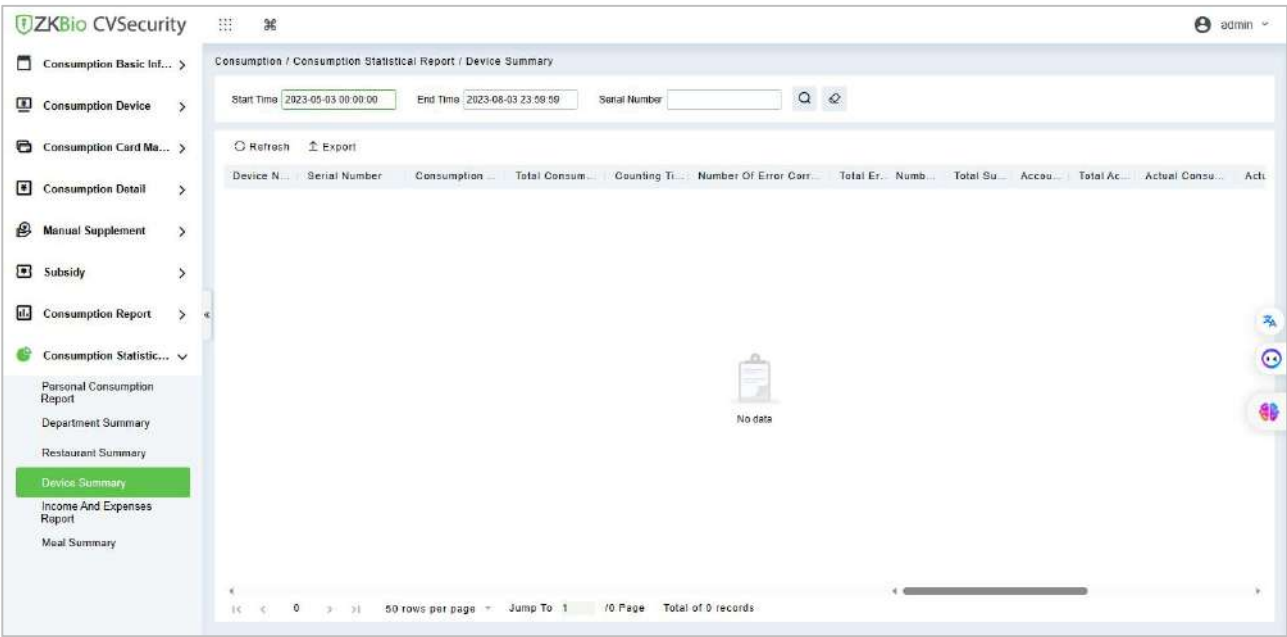 ZKBio CVSecurity
admin
Consumption Basic Inf...
Consumption / Consumption Statistical Report / Device Summary
Consumption Device
Start Time 2023-05-03 00:00:00 End Time 2023-08-03 23:59:59 Serial Number
Consumption Card Ma...
Refresh Export
Device N... Serial Number Consumption ... Total Consum... Counting Ti... Number Of Error Corr... Total Er... Numb... Total Su... Accou... Total Ac... Actual Consu... Actu
Consumption Detail
Manual Supplement
Subsidy
Consumption Report
Consumption Statistic...
Personal Consumption
Report
Department Summary
Restaurant Summary
Device Summary
Income And Expenses
Report
Meal Summary
No data
0 50 rows per page Jump To 1 /0 Page Total of 0 records